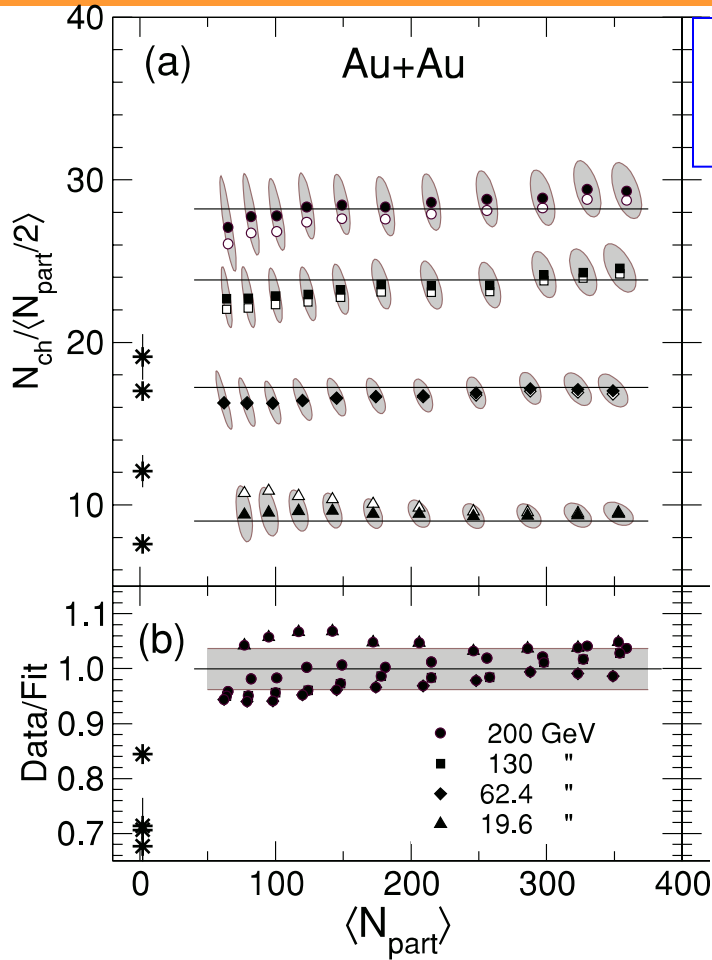 40
(a)
Au+Au
30
20
10
N_ch/⟨N_part/2⟩
1.1
(b)
1.0
0.9
0.8
0.7
Data/Fit
200 GeV
130 "
62.4 "
19.6 "
0 100 200 300 400
⟨N_part⟩